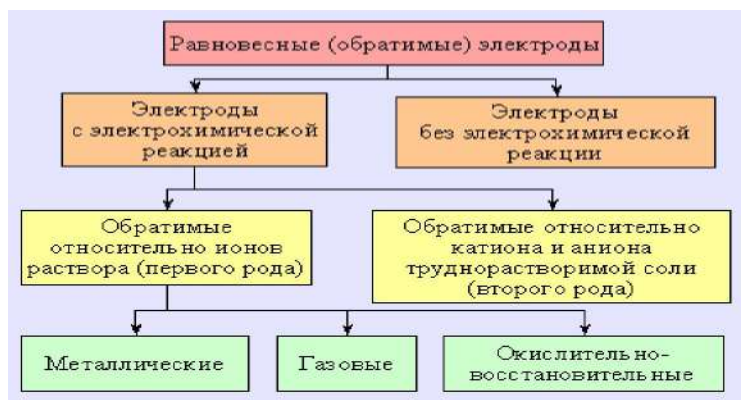 Равновесные (обратимые) электроды
Электроды
с электрохимической
реакцией
Электроды
без электрохимической
реакции
Обратимые
относительно ионов
раствора (первого рода)
Обратимые относительно
катиона и аниона
труднорастворимой соли
(второго рода)
Металлические
Газовые
Окислительно-
восстановительные